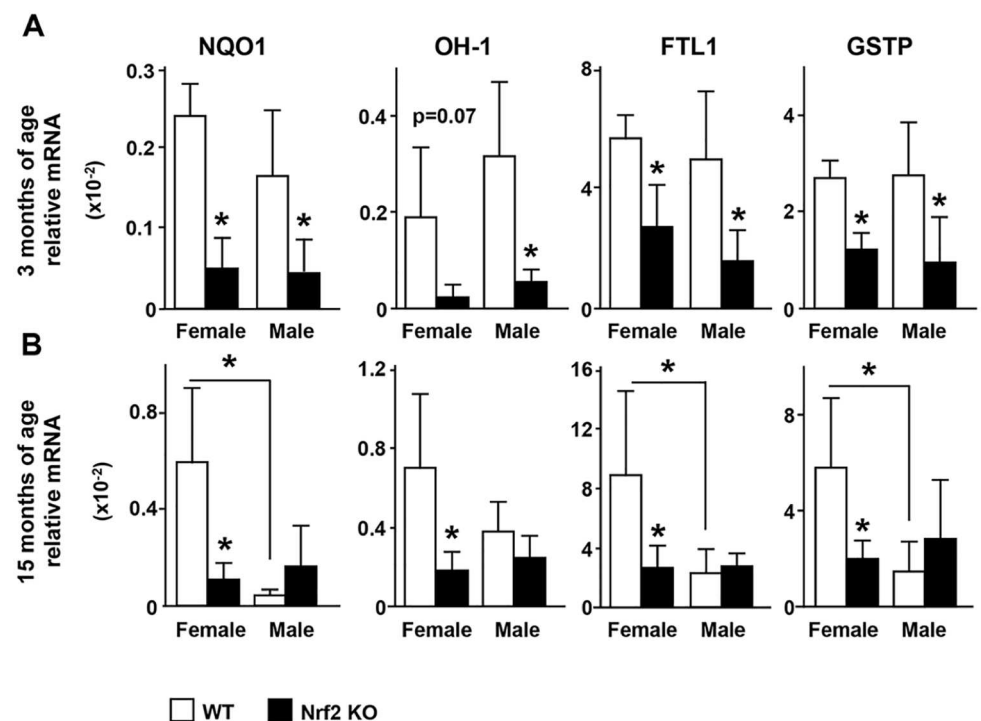 A
NQO1 OH-1 FTL1 GSTP
3 months of age
relative mRNA
(x10-2)
0.3
0.2
0.1
0
*
*
Female Male
0.4
0.2
0
p=0.07
*
Female Male
8
4
0
*
*
Female Male
4
2
0
*
*
Female Male
B
15 months of age
relative mRNA
(x10-2)
0.8
0.4
0
*
*
Female Male
1.2
0.8
0.4
0
*
Female Male
16
12
8
4
0
*
*
Female Male
8
4
0
*
*
Female Male
WT Nrf2 KO